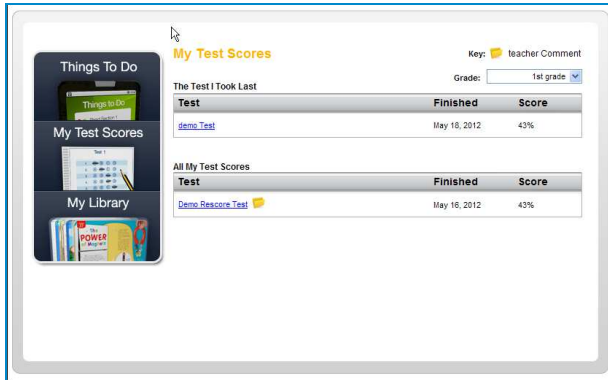 My Test Scores
Key: teacher Comment
Grade: 1st grade
Things To Do
Things to Do
My Test Scores
Test 1
My Library
The
POWER
of Magnets
The Test I Took Last
Test Finished Score
demo Test May 18, 2012 43%
All My Test Scores
Test Finished Score
Demo Rescore Test May 16, 2012 43%